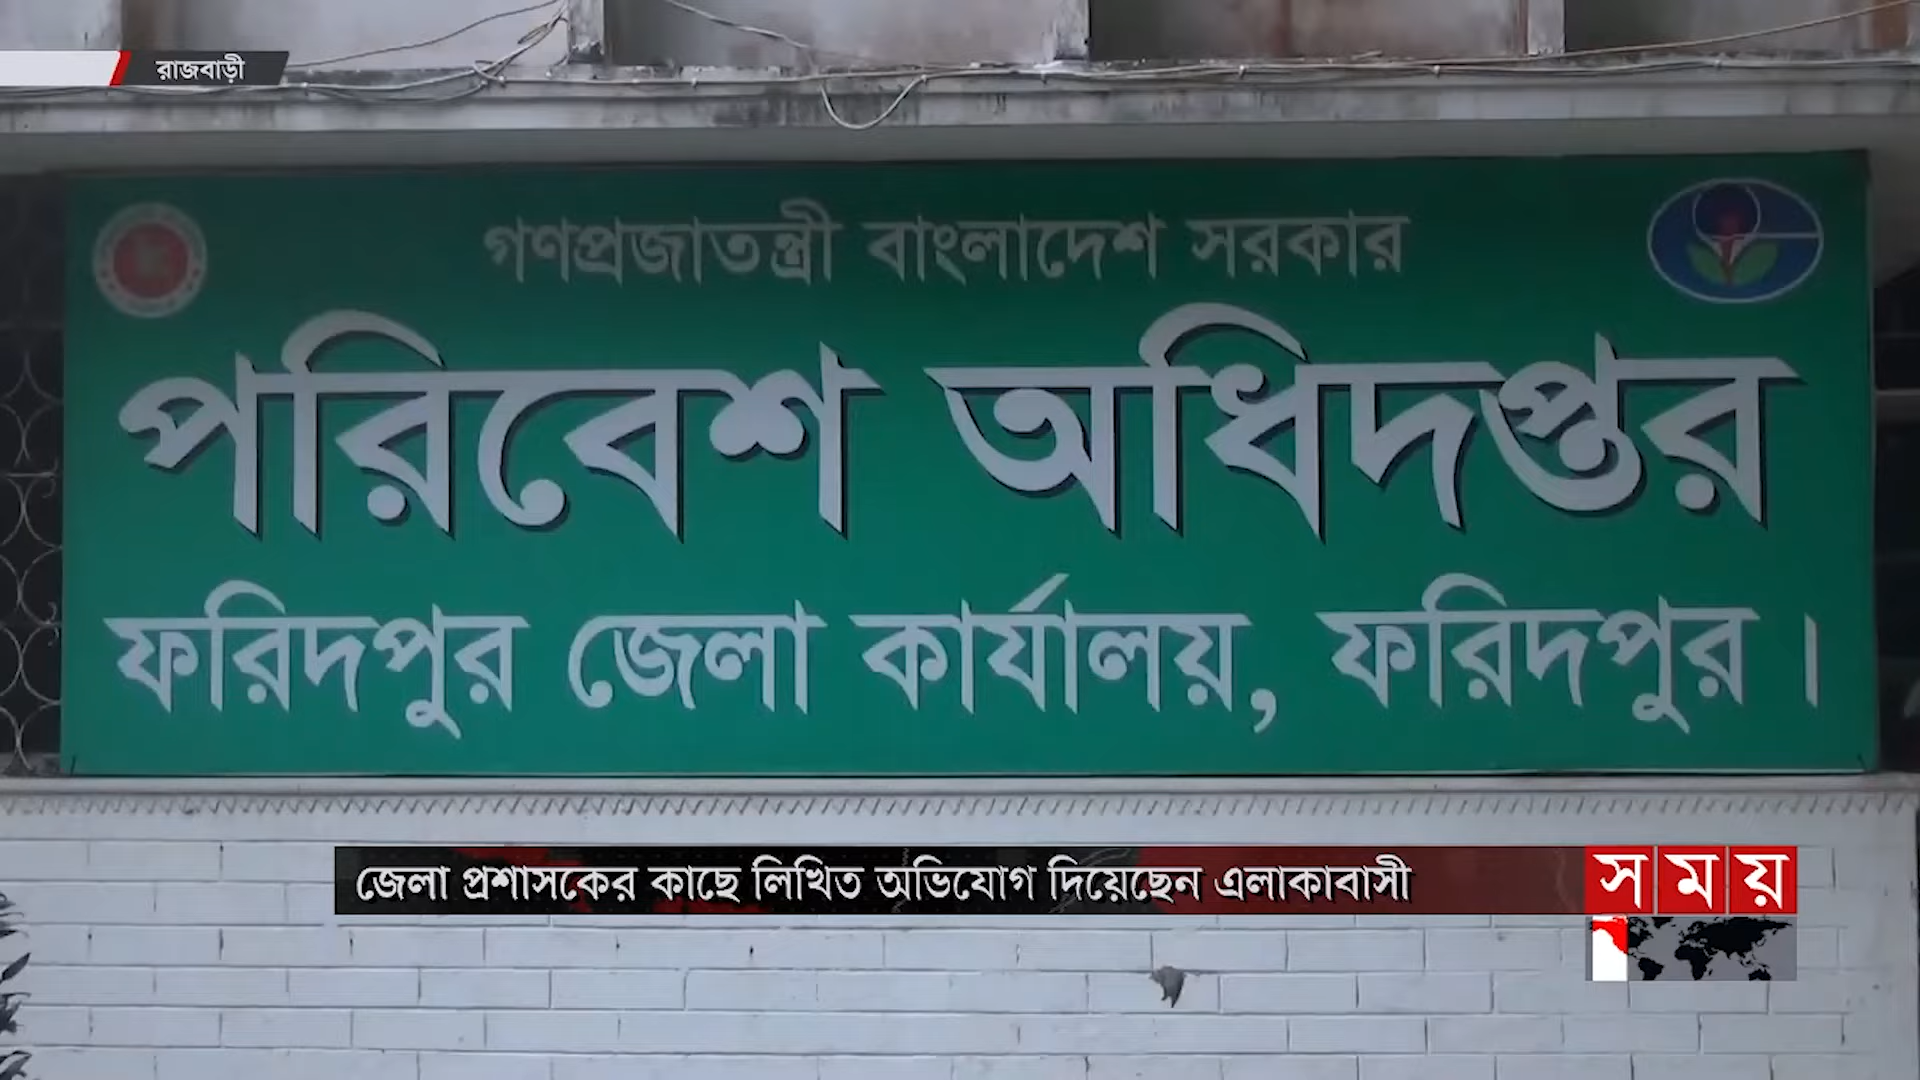 রাজবাড়ী
গণপ্রজাতন্ত্রী বাংলাদেশ সরকার
পরিবেশ অধিদপ্তর
ফরিদপুর জেলা কার্যালয়, ফরিদপুর।
জেলা প্রশাসকের কাছে লিখিত অভিযোগ দিয়েছেন এলাকাবাসী
সময়